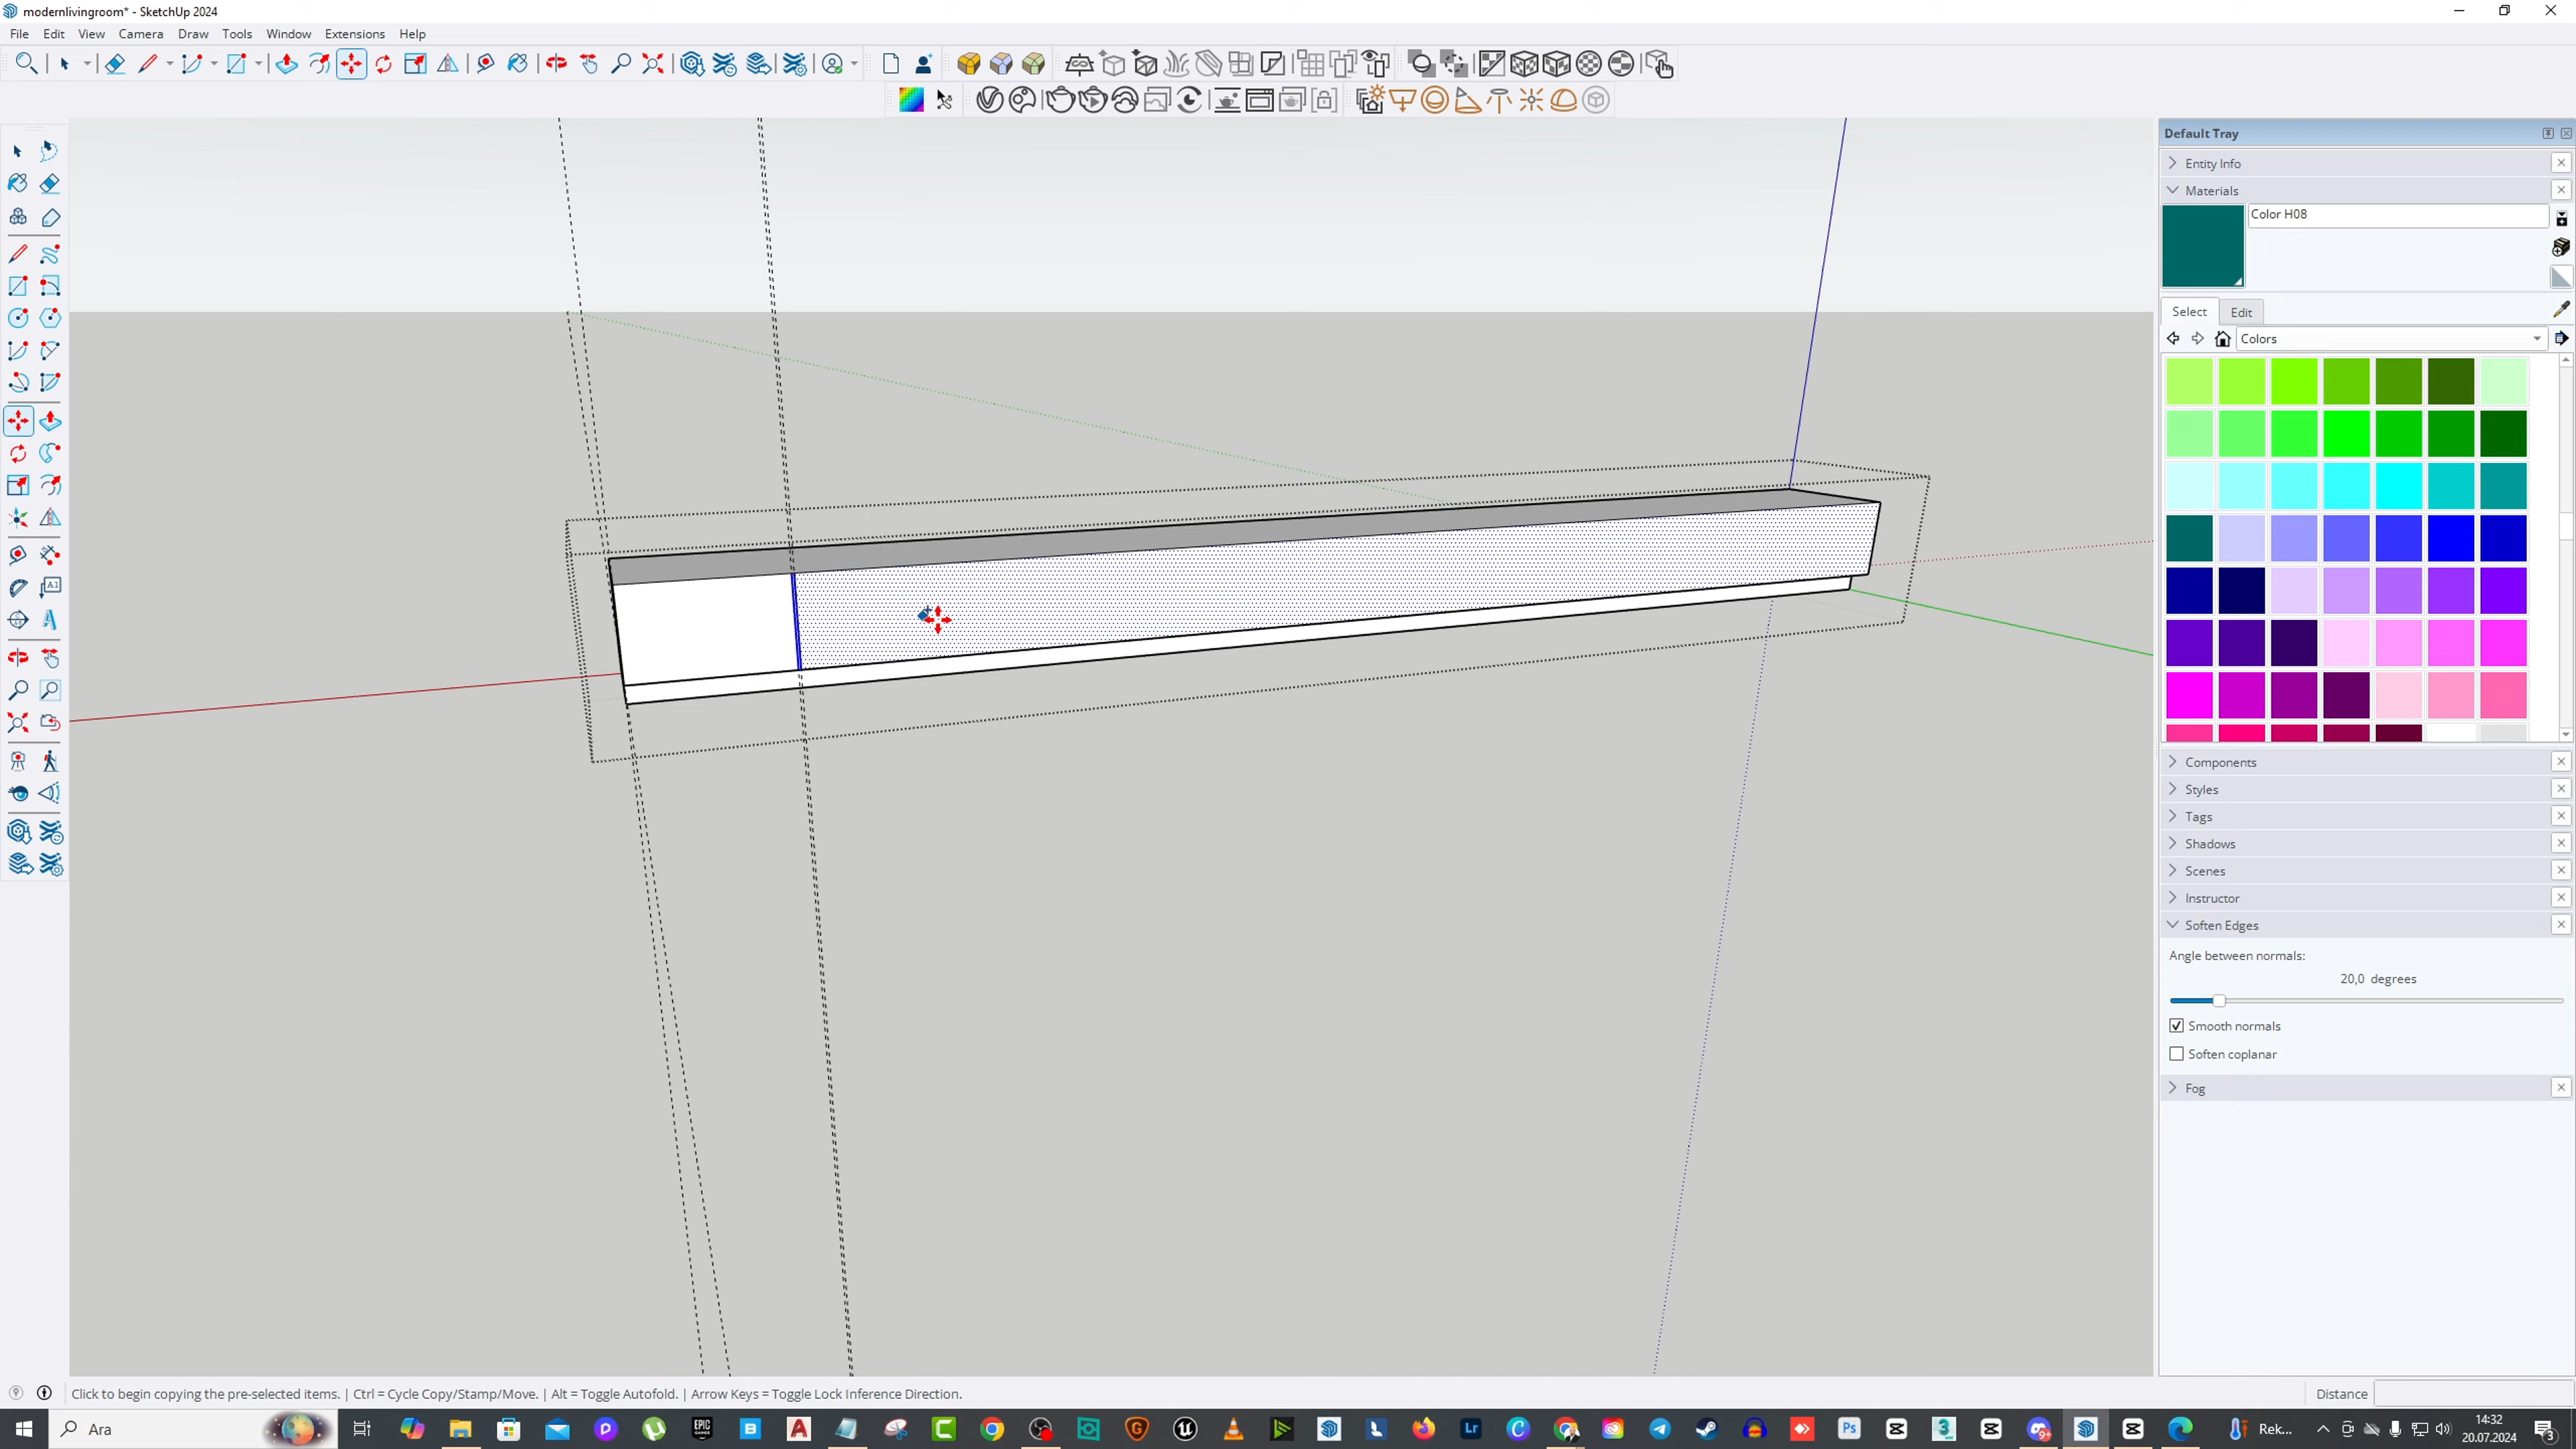 modernlivingroom* - SketchUp 2024
File Edit View Camera Draw Tools Window Extensions Help
Default Tray
Entity Info
Materials
Color H08
Select Edit
Colors
Components
Styles
Tags
Shadows
Scenes
Instructor
Soften Edges
Angle between normals:
20,0 degrees
Smooth normals
Soften coplanar
Fog
Click to begin copying the pre-selected items. | Ctrl = Cycle Copy/Stamp/Move. | Alt = Toggle Autofold. | Arrow Keys = Toggle Lock Inference Direction.
Distance
Ara
Rek...
14:32
20.07.2024